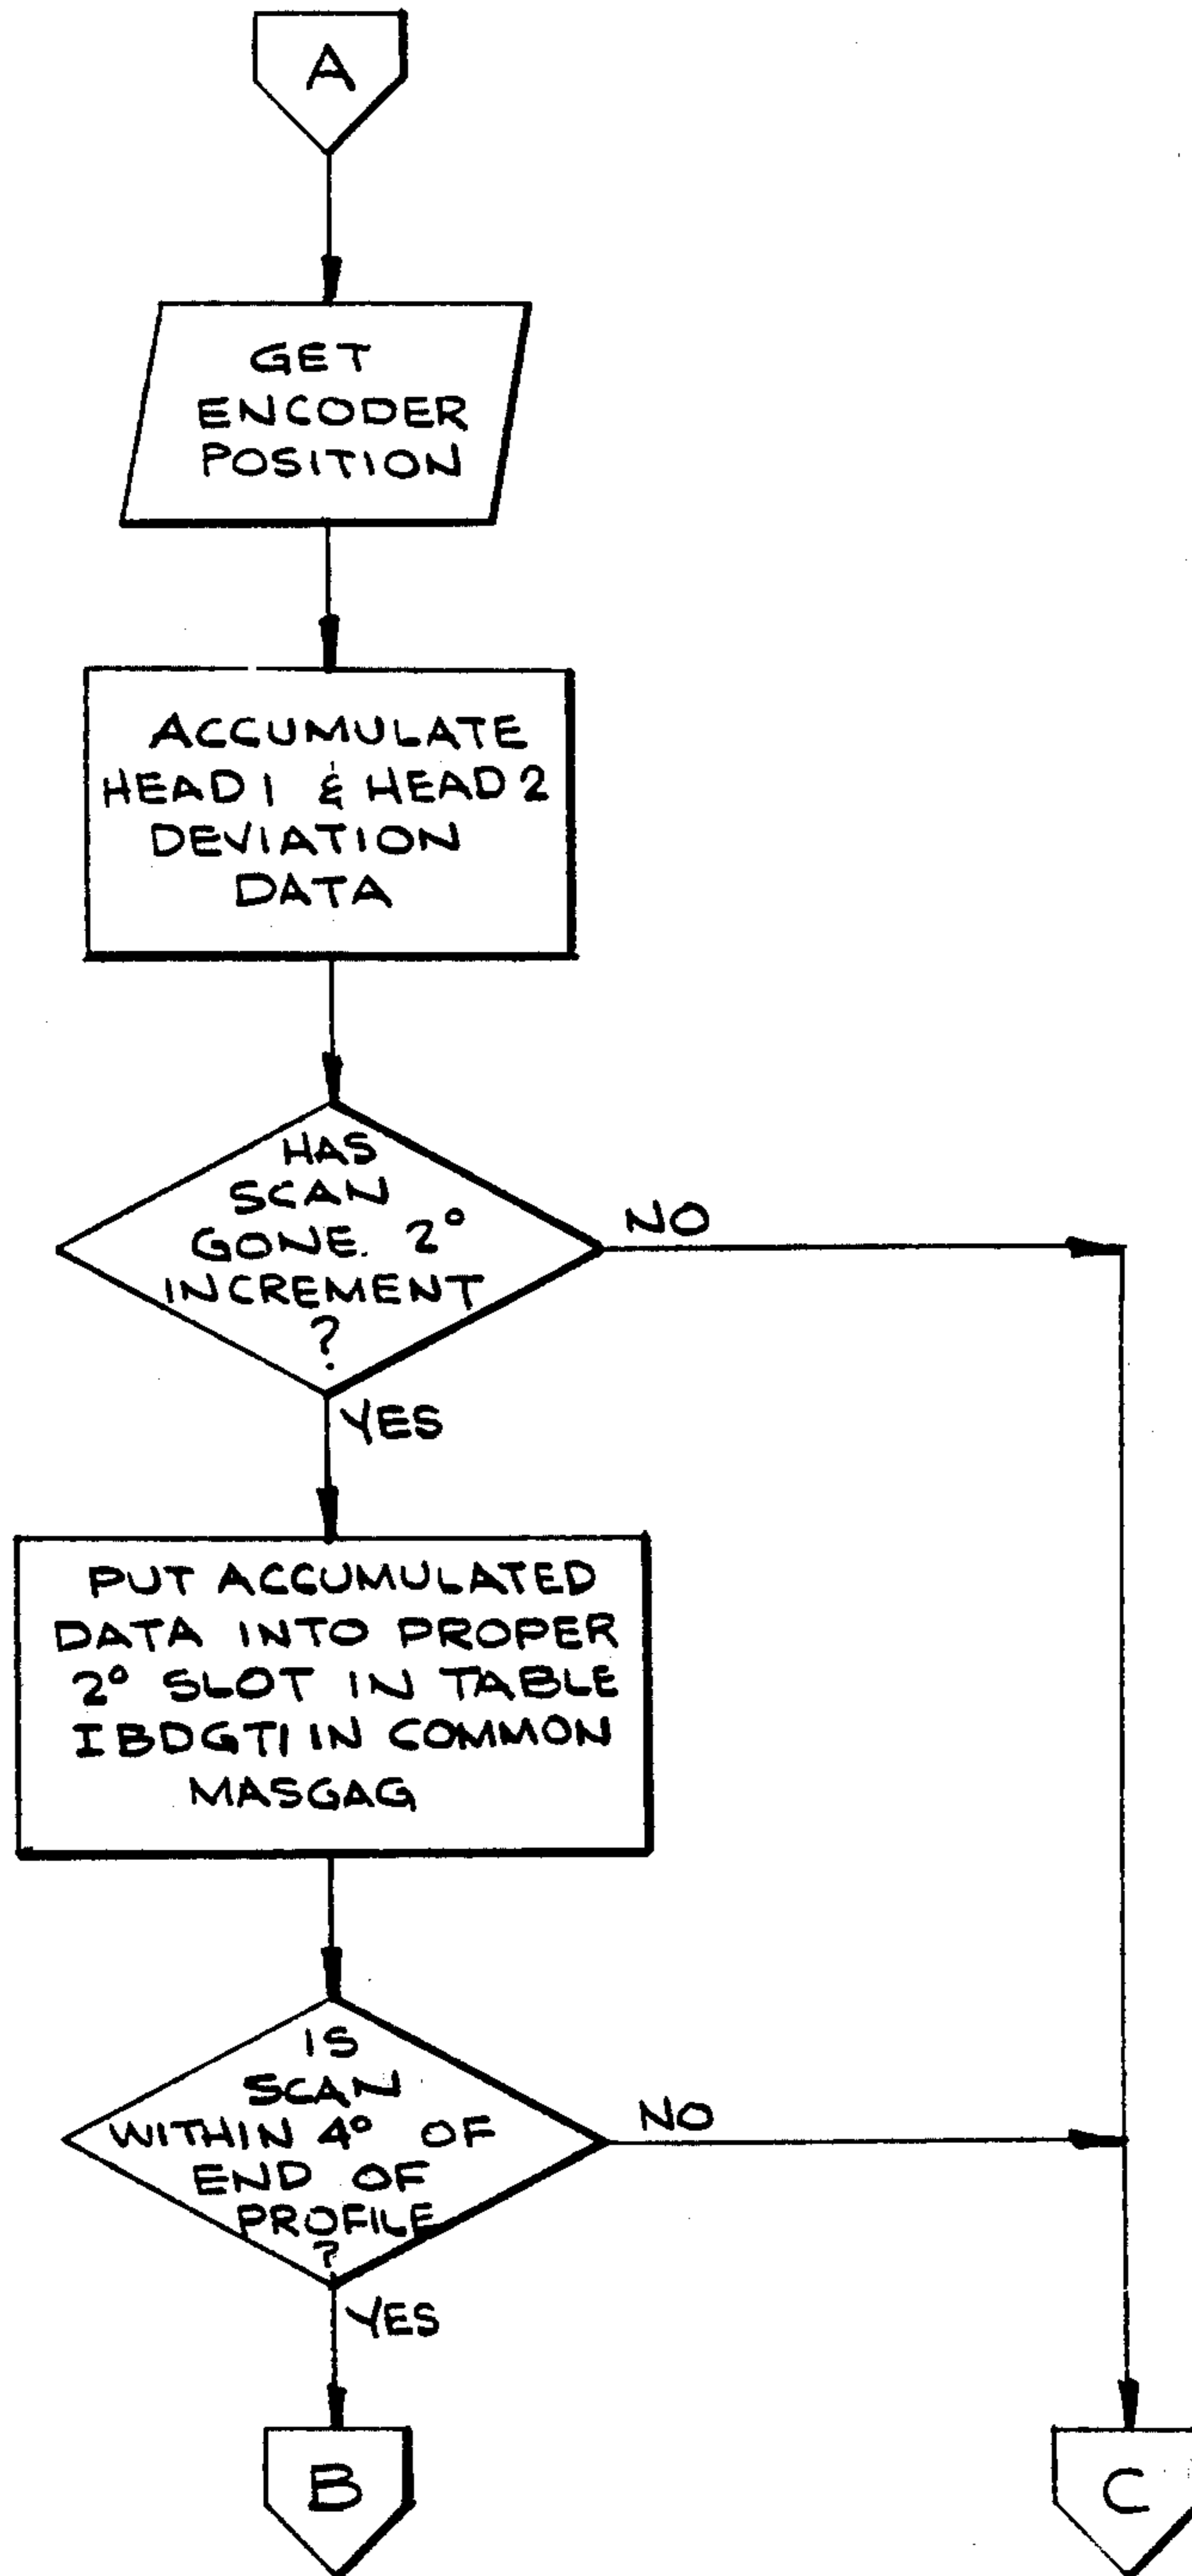 A
GET
ENCODER
POSITION
ACCUMULATE
HEAD 1 & HEAD 2
DEVIATION
DATA
HAS
SCAN
GONE. 2°
INCREMENT
?
NO
YES
PUT ACCUMULATED
DATA INTO PROPER
2° SLOT IN TABLE
IBDGT1 IN COMMON
MASGAG
IS
SCAN
WITHIN 4° OF
END OF
PROFILE
?
NO
YES
B
C